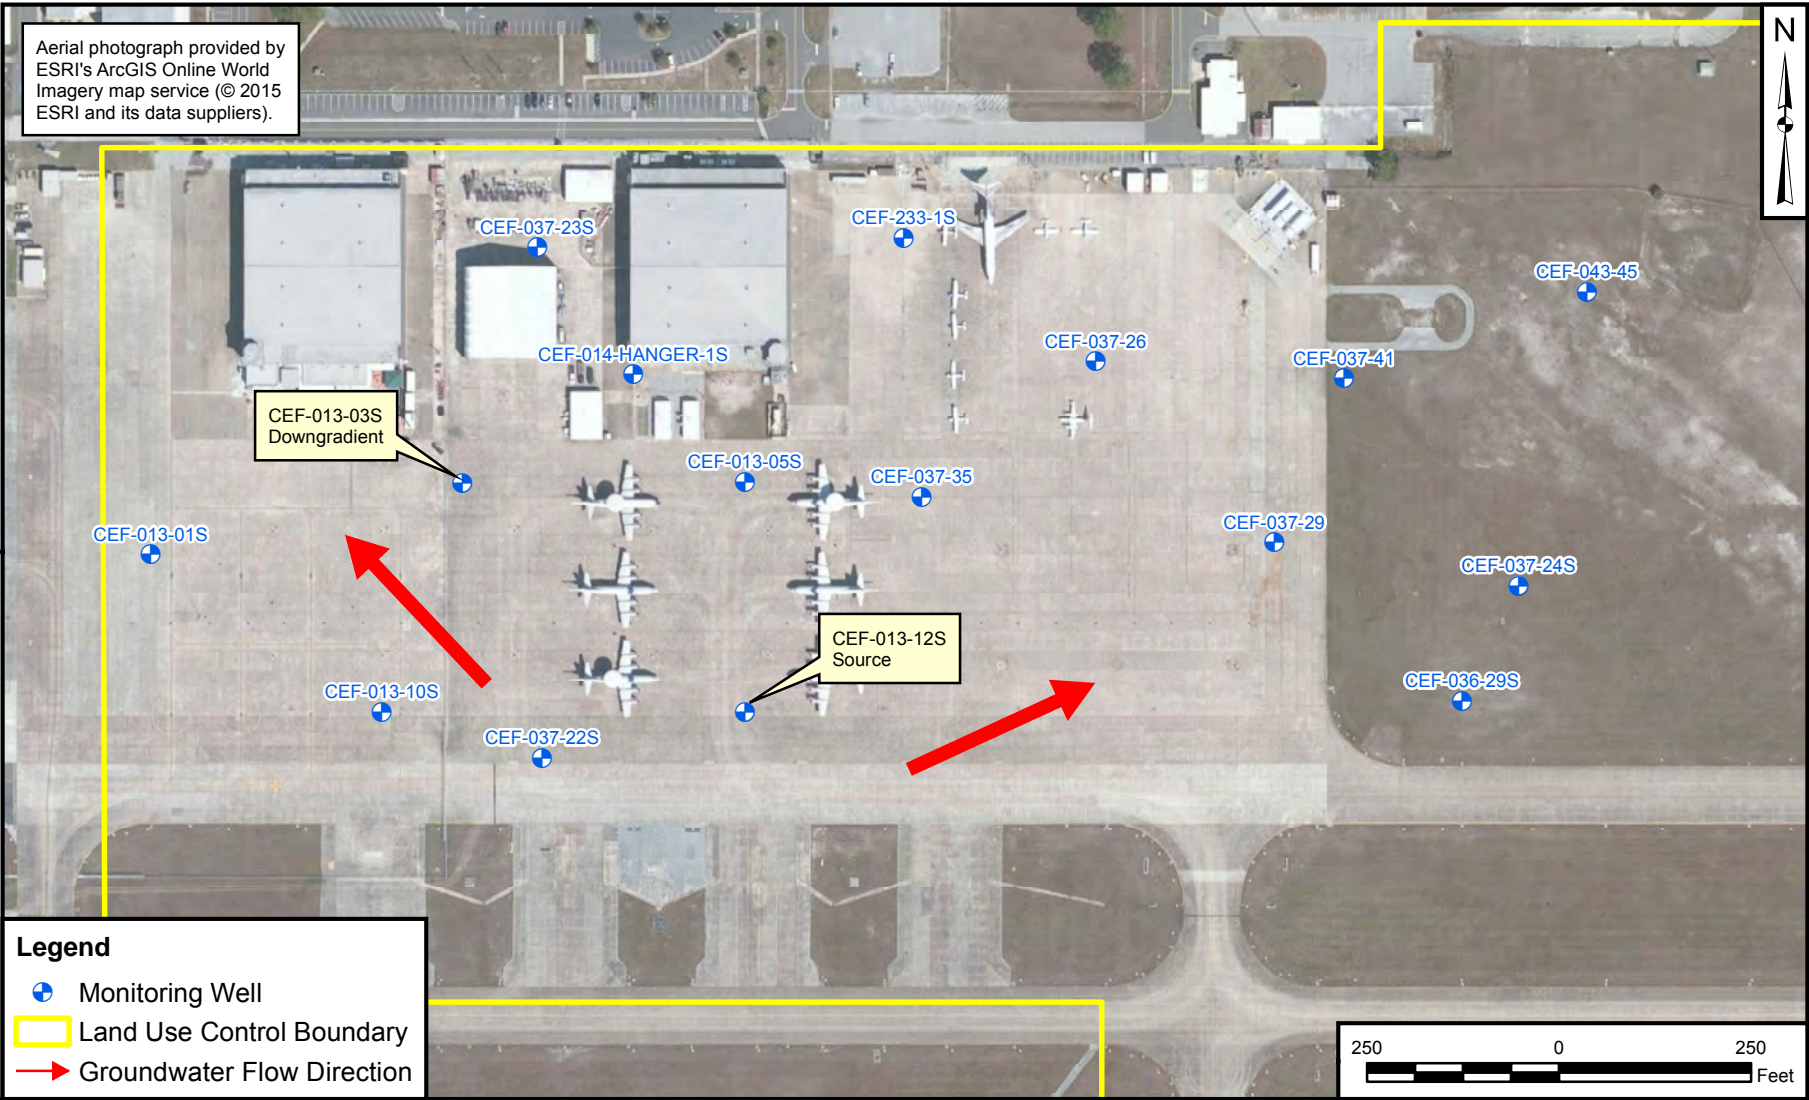 Aerial photograph provided by
ESRI's ArcGIS Online World
Imagery map service (© 2015
ESRI and its data suppliers).
N
CEF-037-23S
CEF-233-1S
CEF-043-45
CEF-014-HANGER-1S
CEF-037-26
CEF-037-41
CEF-013-03S
Downgradient
CEF-013-05S
CEF-037-35
CEF-013-01S
CEF-037-29
CEF-037-24S
CEF-013-12S
Source
CEF-013-10S
CEF-036-29S
CEF-037-22S
Legend
Monitoring Well
Land Use Control Boundary
Groundwater Flow Direction
250 0 250
Feet